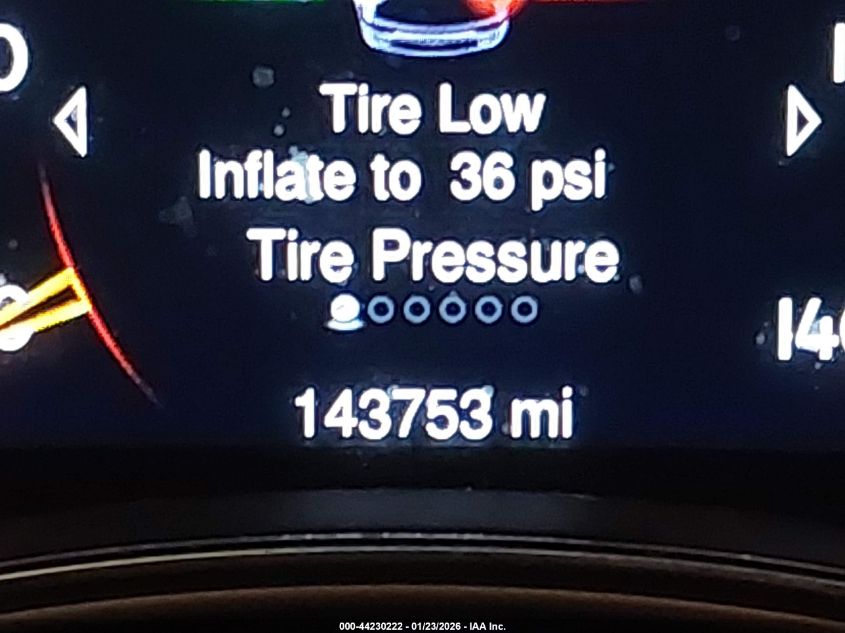 Tire Low
Inflate to 36 psi
Tire Pressure
143753 mi
000-44230222 - 01/23/2026 - IAA Inc.